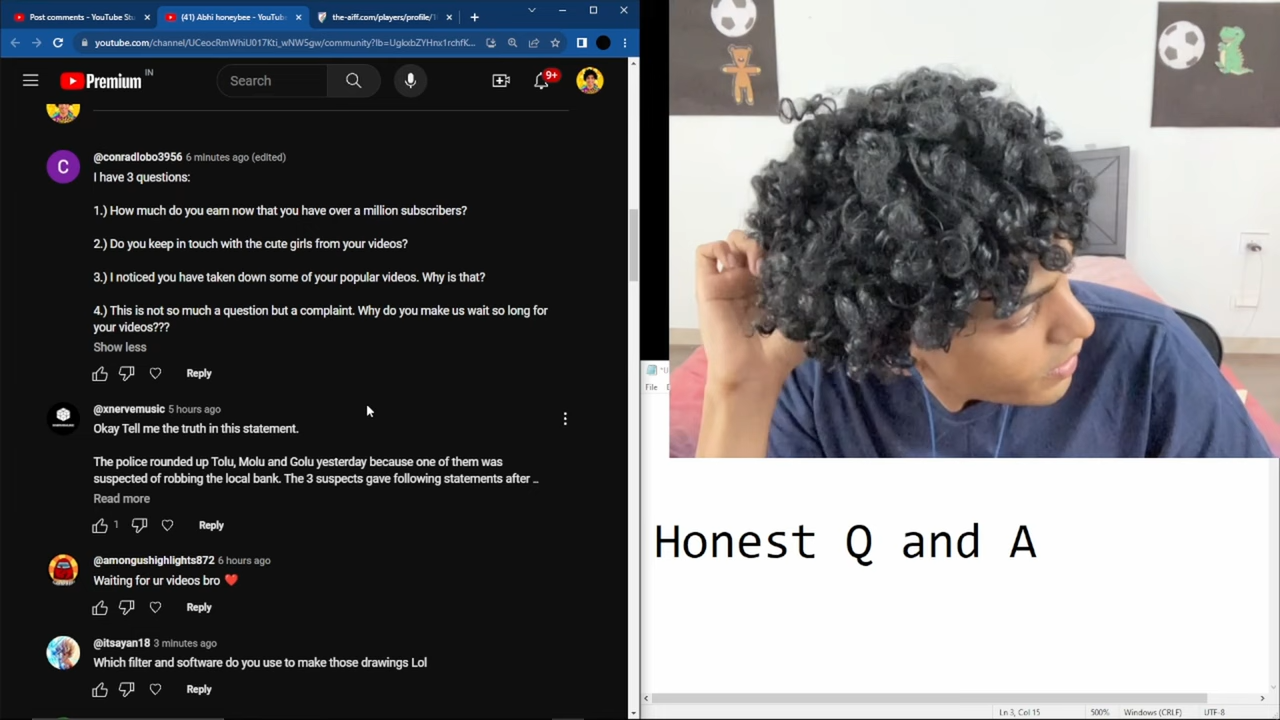 Post comments - YouTube Stu
(41) Abhi honeybee - YouTube
the-aiff.com/players/profile/1
youtube.com/channel/UCeocRmWhiU017Kti_wNWSgw/community?lb=UgkxbZYHnx1rchfK...
Premium IN
Search
9+
@conradlobo3956 6 minutes ago (edited)
C
I have 3 questions:
1.) How much do you earn now that you have over a million subscribers?
2.) Do you keep in touch with the cute girls from your videos?
3.) I noticed you have taken down some of your popular videos. Why is that?
4.) This is not so much a question but a complaint. Why do you make us wait so long for
your videos???
Show less
Reply
@xnervemusic 5 hours ago
Okay Tell me the truth in this statement.
The police rounded up Tolu, Molu and Golu yesterday because one of them was
suspected of robbing the local bank. The 3 suspects gave following statements after ...
Read more
1 Reply
@amongushighlights872 6 hours ago
Waiting for ur videos bro ❤️
Reply
@itsayan18 3 minutes ago
Which filter and software do you use to make those drawings Lol
Reply
File
Honest Q and A
Ln 3, Col 15 500% Windows (CRLF) UTF-8